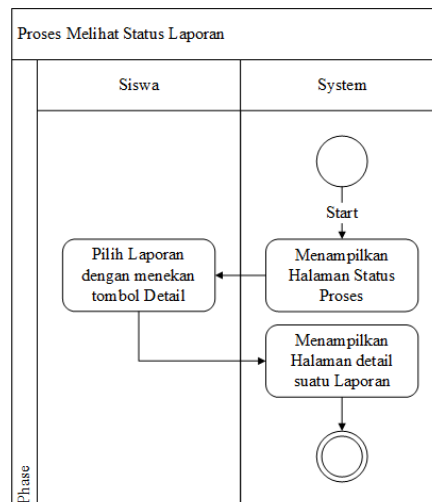 Proses Melihat Status Laporan
Siswa
System
Start
Pilih Laporan
dengan menekan
tombol Detail
Menampilkan
Halaman Status
Proses
Menampilkan
Halaman detail
suatu Laporan
Phase